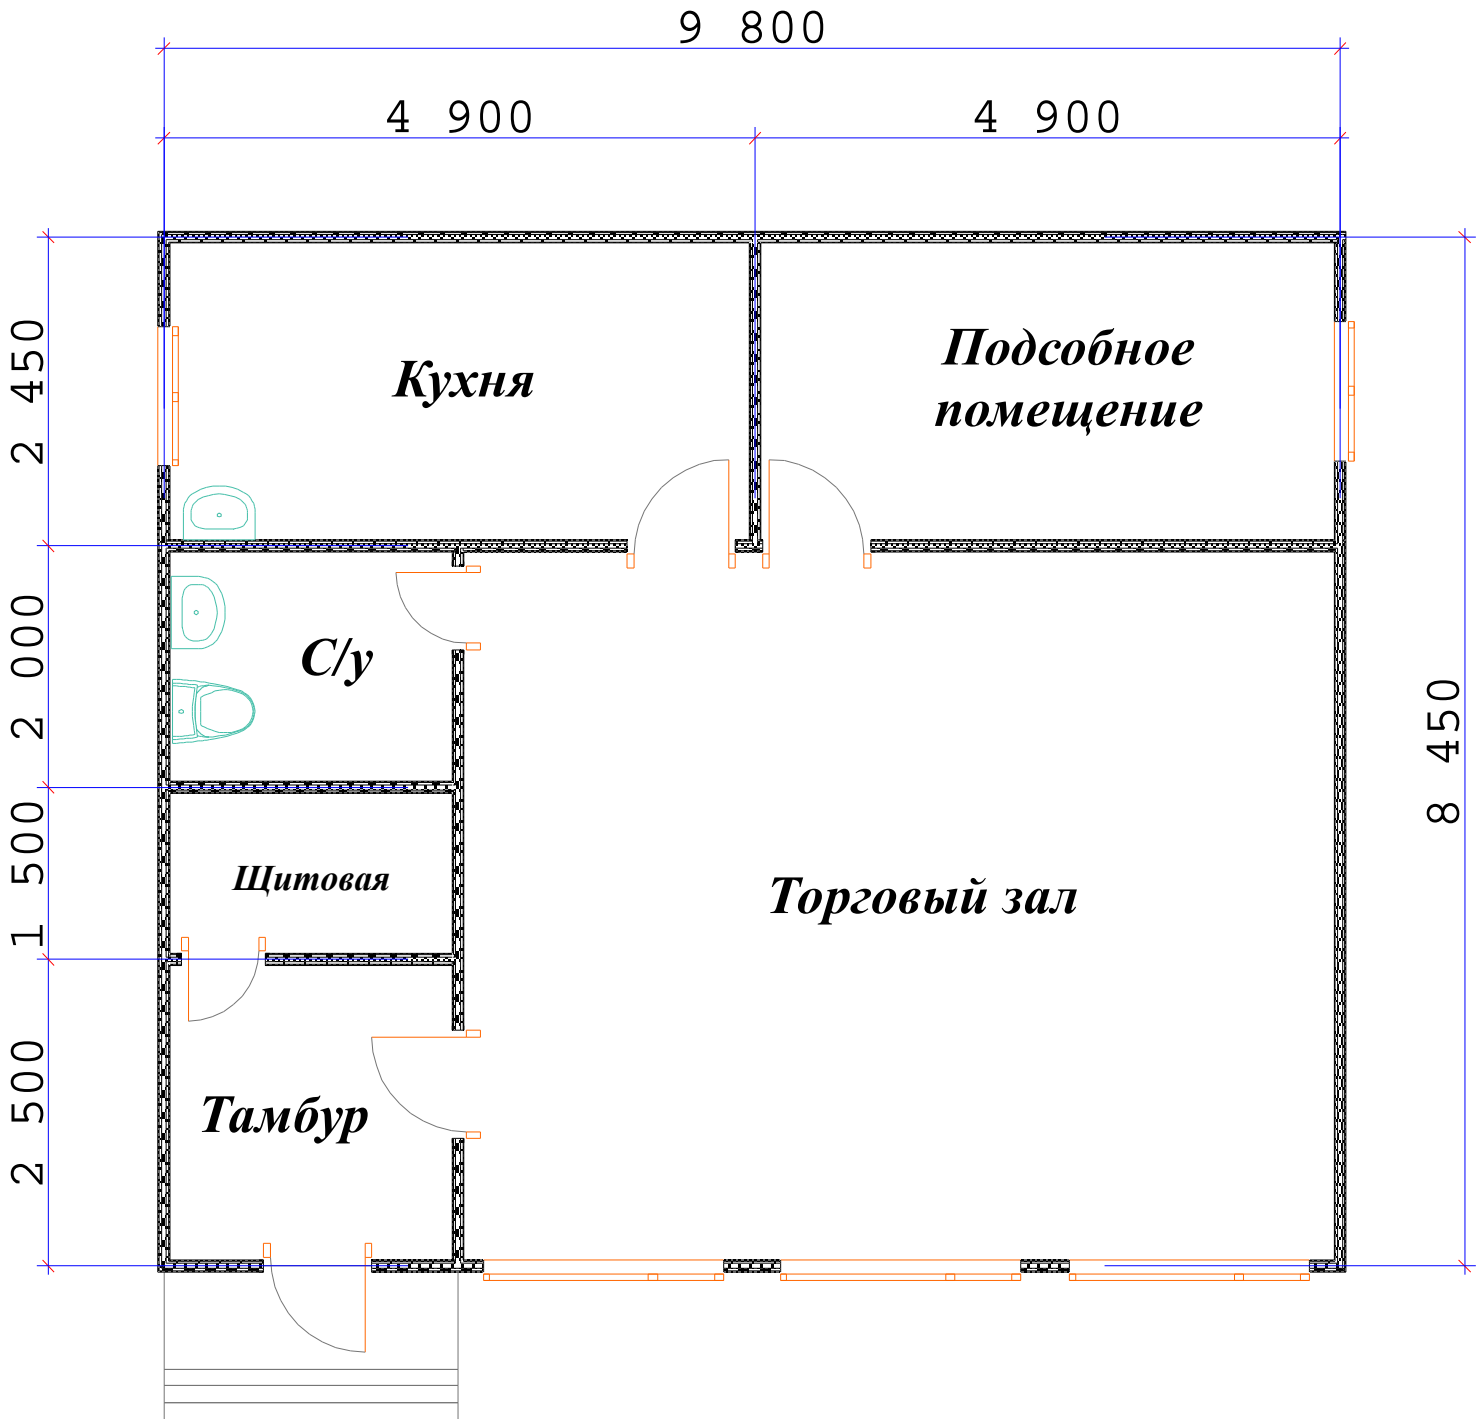 9 800
4 900
4 900
2 450
Кухня
Подсобное
помещение
2 000
С/у
8 450
1 500
Щитовая
Торговый зал
2 500
Тамбур